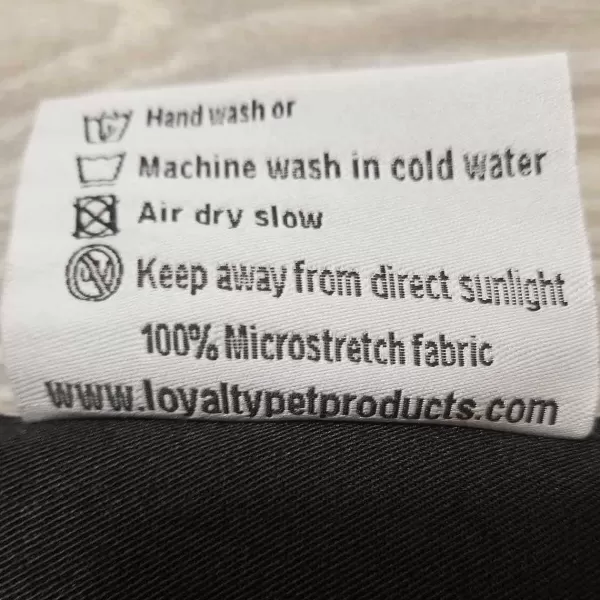 Hand wash or
Machine wash in cold water
Air dry slow
Keep away from direct sunlight
100% Microstretch fabric
www.loyaltypetproducts.com